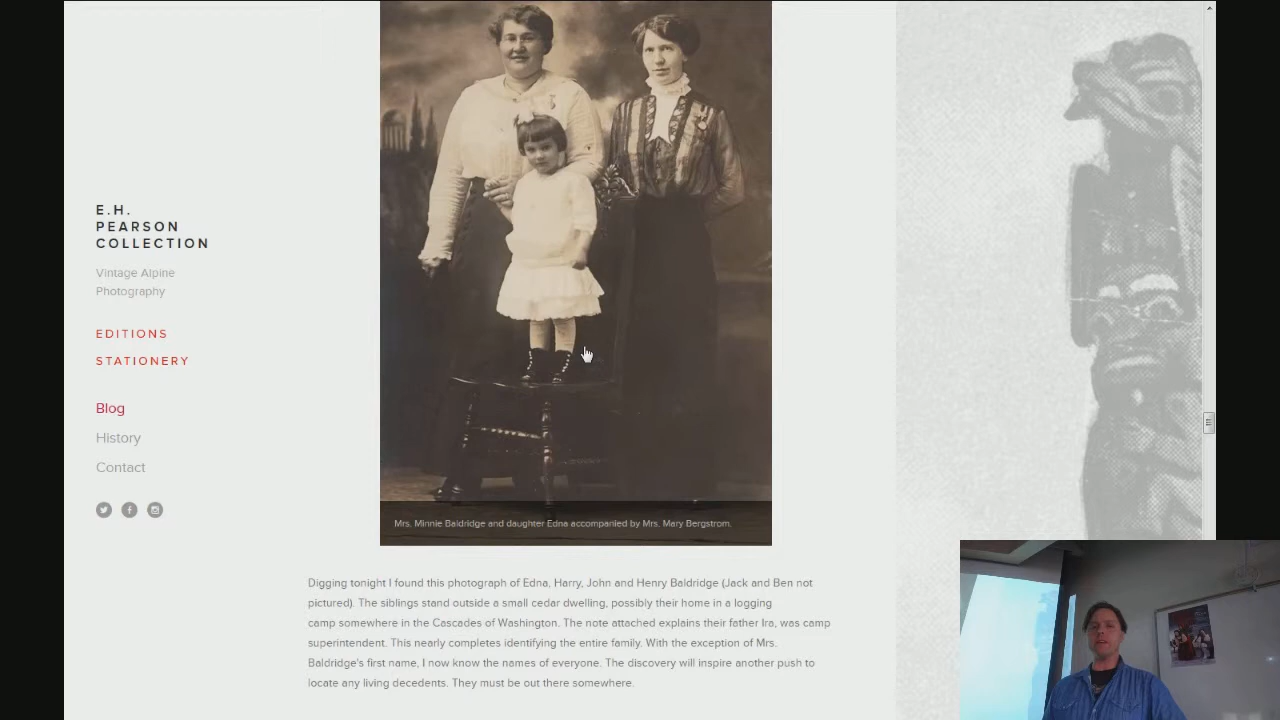 E.H.
PEARSON
COLLECTION
Vintage Alpine
Photography
EDITIONS
STATIONERY
Blog
History
Contact
Mrs. Minnie Baldridge and daughter Edna accompanied by Mrs. Mary Bergstrom.
Digging tonight I found this photograph of Edna, Harry, John and Henry Baldridge (Jack and Ben not
pictured). The siblings stand outside a small cedar dwelling, possibly their home in a logging
camp somewhere in the Cascades of Washington. The note attached explains their father Ira, was camp
superintendent. This nearly completes identifying the entire family. With the exception of Mrs.
Baldridge's first name, I now know the names of everyone. The discovery will inspire another push to
locate any living decedents. They must be out there somewhere.